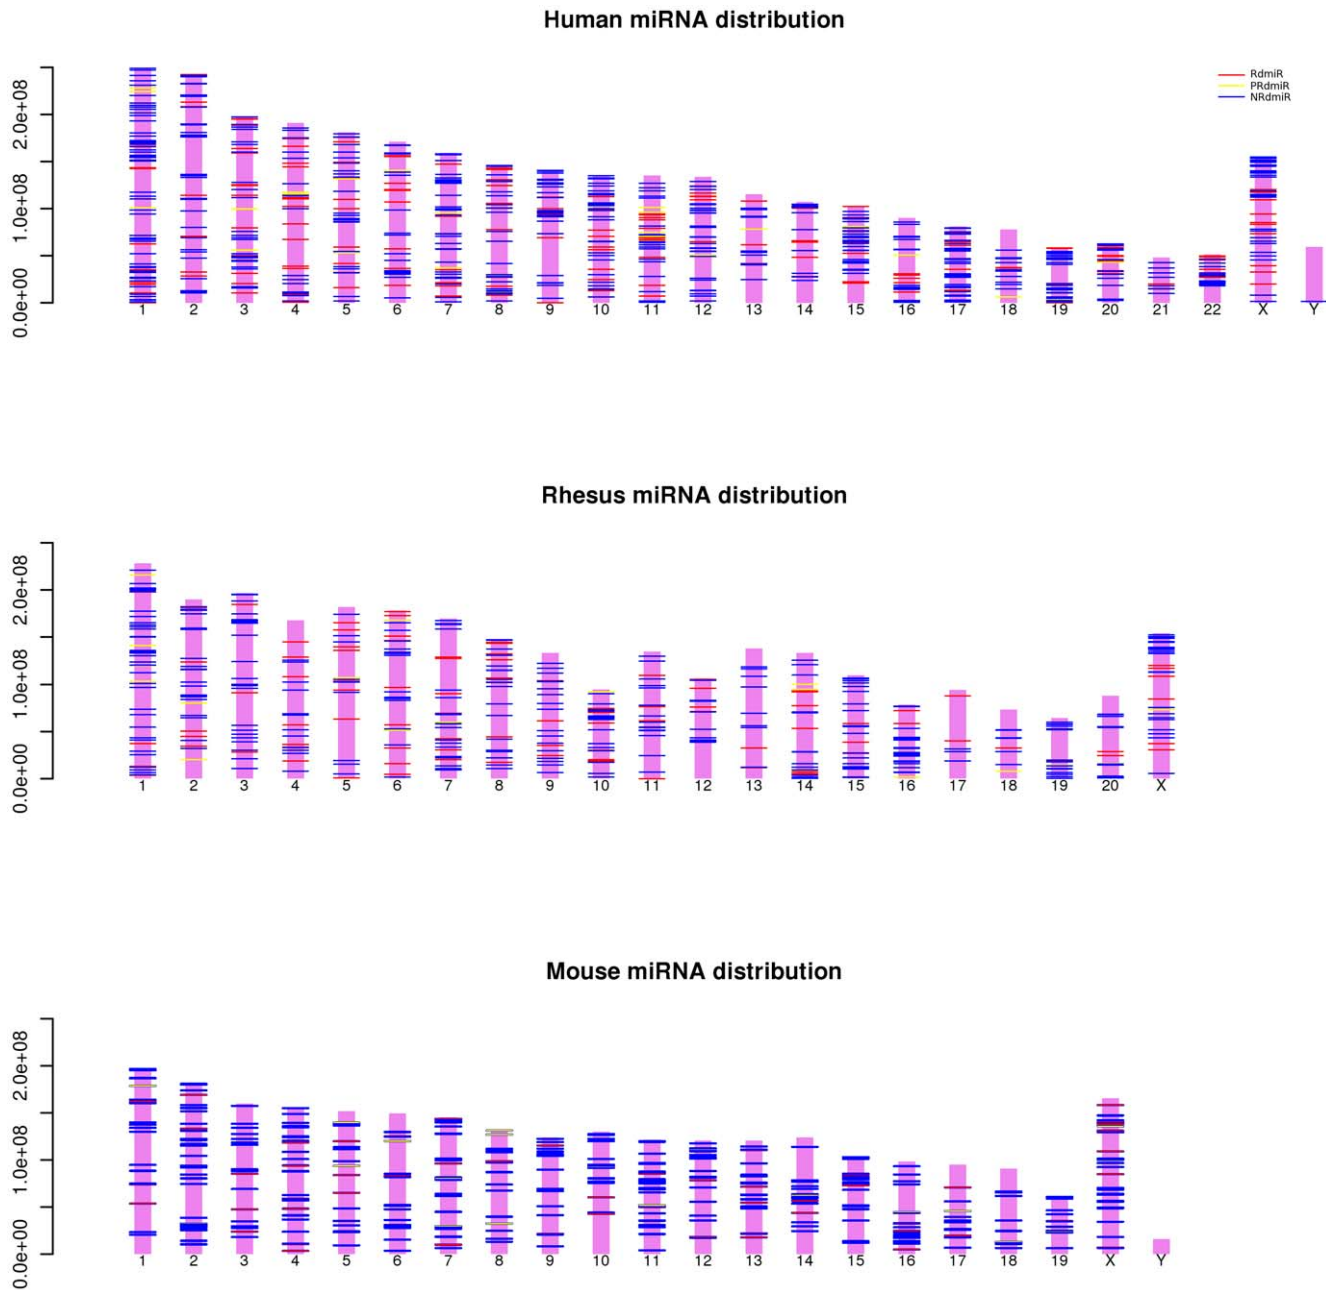 Human miRNA distribution
RdmiR
PRdmiR
NRdmiR
2.0e+08
1.0e+08
0.0e+00
1 2 3 4 5 6 7 8 9 10 11 12 13 14 15 16 17 18 19 20 21 22 X Y
Rhesus miRNA distribution
2.0e+08
1.0e+08
0.0e+00
1 2 3 4 5 6 7 8 9 10 11 12 13 14 15 16 17 18 19 20 X
Mouse miRNA distribution
2.0e+08
1.0e+08
0.0e+00
1 2 3 4 5 6 7 8 9 10 11 12 13 14 15 16 17 18 19 X Y